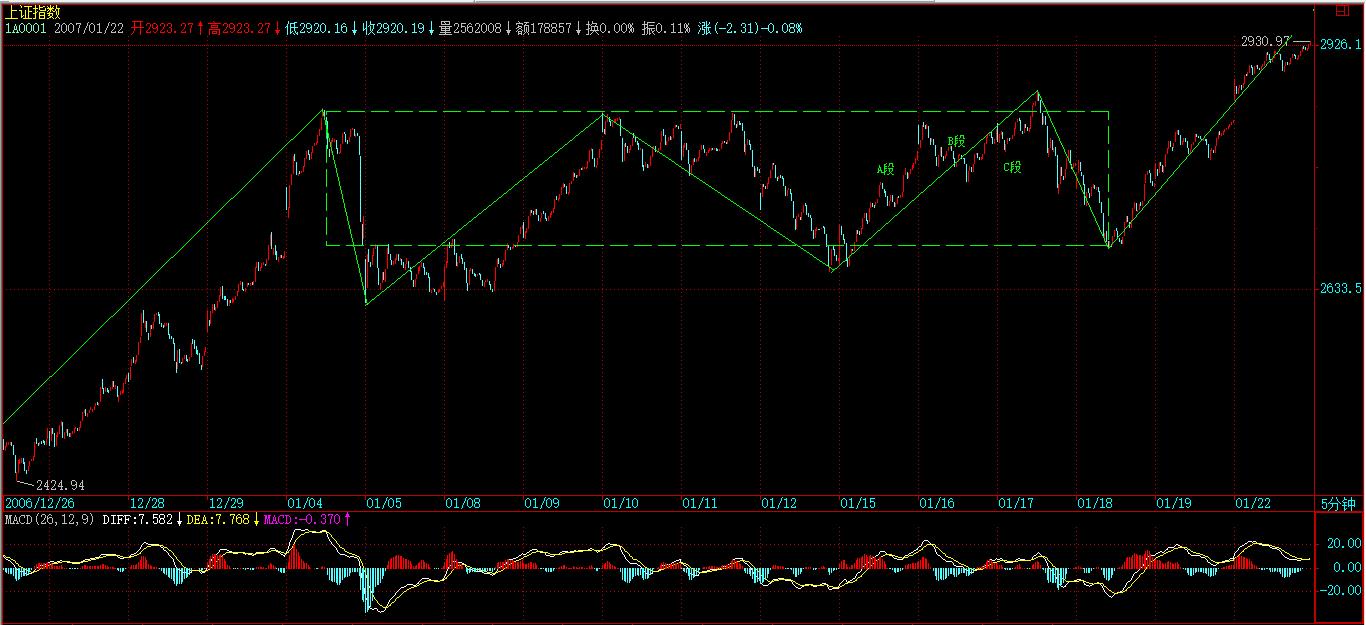 上证指数
1A0001 2007/01/22 开2923.27↑高2923.27↓低2920.16↓收2920.19↓量2562008↓额178857↓换0.00% 振0.11% 涨(-2.31)-0.08%
2930.97
2926.1
B段
A段
C段
2633.5
2424.94
2006/12/26 12/28 12/29 01/04 01/05 01/08 01/09 01/10 01/11 01/12 01/15 01/16 01/17 01/18 01/19 01/22 5分钟
MACD(26,12,9) DIFF:7.582↓DEA:7.768↓MACD:-0.370↑
20.00
0.00
-20.00